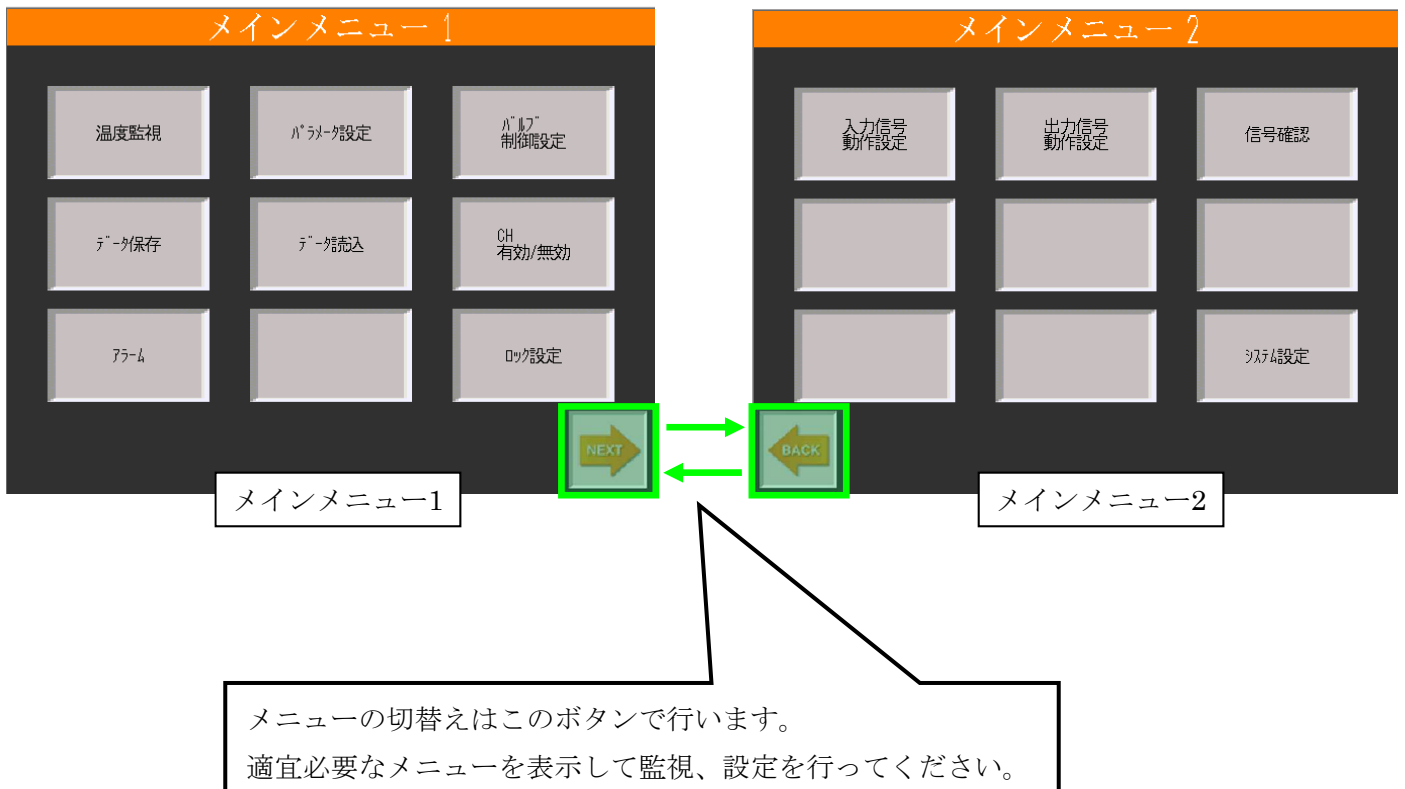 メインメニュー 1
温度監視
ﾊﾟﾗﾒｰﾀ設定
ﾊﾞﾙﾌﾞ
制御設定
ﾃﾞｰﾀ保存
ﾃﾞｰﾀ読込
CH
有効/無効
ｱﾗｰﾑ
ﾛｯｸ設定
NEXT
メインメニュー1
メインメニュー 2
入力信号
動作設定
出力信号
動作設定
信号確認
ｼｽﾃﾑ設定
BACK
メインメニュー2
メニューの切替えはこのボタンで行います。
適宜必要なメニューを表示して監視、設定を行ってください。